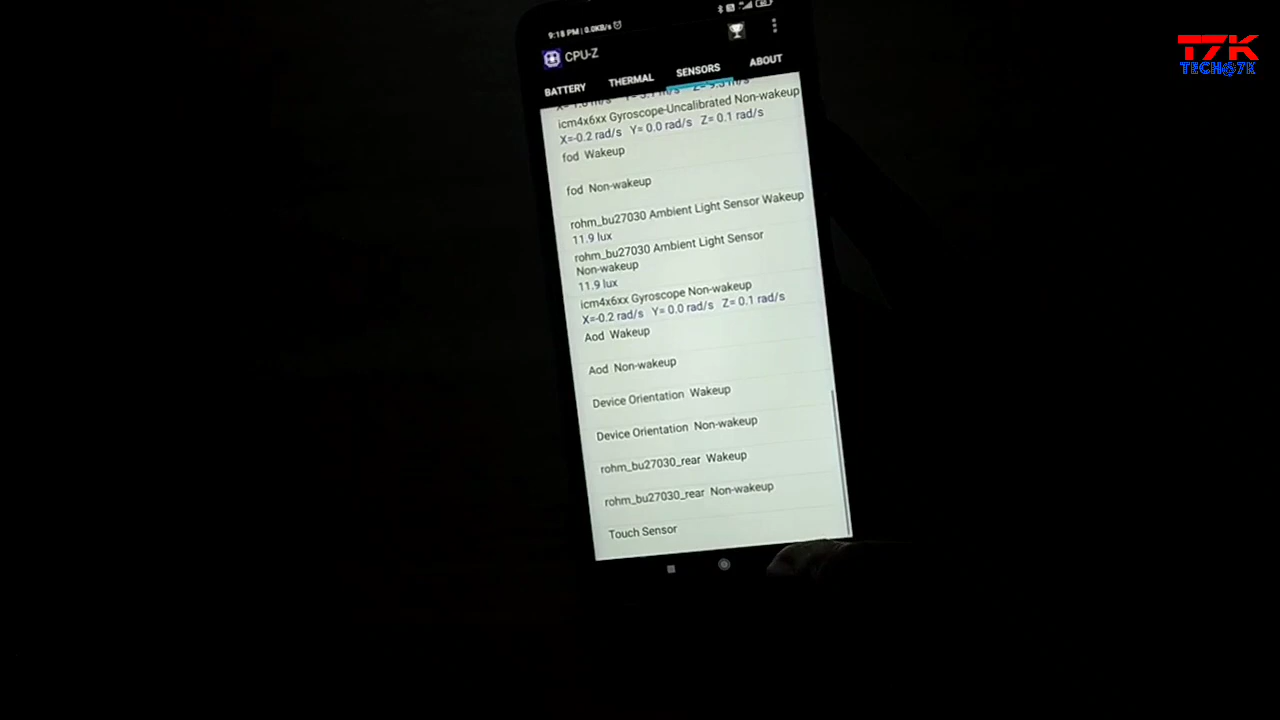 9:18 PM | 0.0KB/s
CPU-Z
BATTERY THERMAL SENSORS ABOUT
icm4x6xx Gyroscope-Uncalibrated Non-wakeup
X=-0.2 rad/s Y= 0.0 rad/s Z= 0.1 rad/s
fod Wakeup
fod Non-wakeup
rohm_bu27030 Ambient Light Sensor Wakeup
11.9 lux
rohm_bu27030 Ambient Light Sensor
Non-wakeup
11.9 lux
icm4x6xx Gyroscope Non-wakeup
X=-0.2 rad/s Y= 0.0 rad/s Z= 0.1 rad/s
Aod Wakeup
Aod Non-wakeup
Device Orientation Wakeup
Device Orientation Non-wakeup
rohm_bu27030_rear Wakeup
rohm_bu27030_rear Non-wakeup
Touch Sensor
T7K
TECH@7K